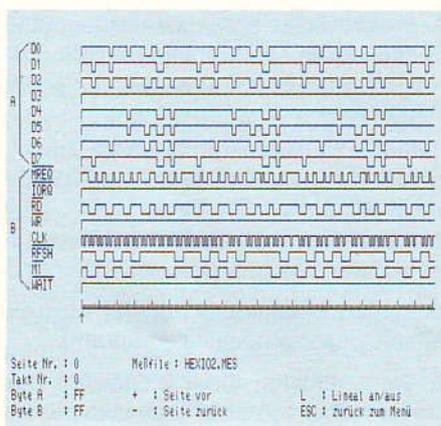 D0
D1
D2
A D3
D4
D5
D6
D7
MREQ
IORQ
RD
WR
B CLK
RFSH
M1
WAIT
Seite Nr. : 0 Meßfile : HEXIO2.MES
Takt Nr. : 0
Byte A : FF + : Seite vor L : Lineal an/aus
Byte B : FF - : Seite zurück ESC : zurück zum Menü